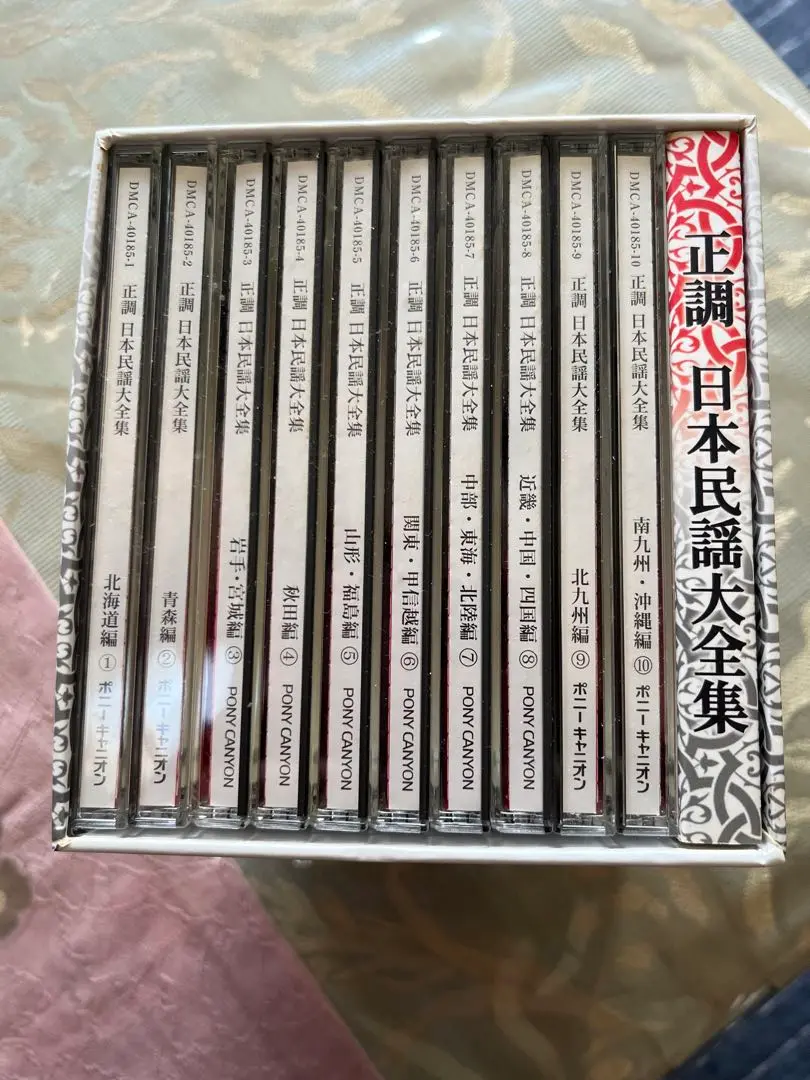 DMCA-40185-1 正調 日本民謡大全集 北海道編 ① ポニーキャニオン
DMCA-40185-2 正調 日本民謡大全集 青森編 ② ポニーキャニオン
DMCA-40185-3 正調 日本民謡大全集 岩手・宮城編 ③ PONY CANYON
DMCA-40185-4 正調 日本民謡大全集 秋田編 ④ PONY CANYON
DMCA-40185-5 正調 日本民謡大全集 山形・福島編 ⑤ PONY CANYON
DMCA-40185-6 正調 日本民謡大全集 関東・甲信越編 ⑥ PONY CANYON
DMCA-40185-7 正調 日本民謡大全集 中部・東海・北陸編 ⑦ PONY CANYON
DMCA-40185-8 正調 日本民謡大全集 近畿・中国・四国編 ⑧ PONY CANYON
DMCA-40185-9 正調 日本民謡大全集 北九州編 ⑨ ポニーキャニオン
DMCA-40185-10 正調 日本民謡大全集 南九州・沖縄編 ⑩ ポニーキャニオン
正調 日本民謡大全集